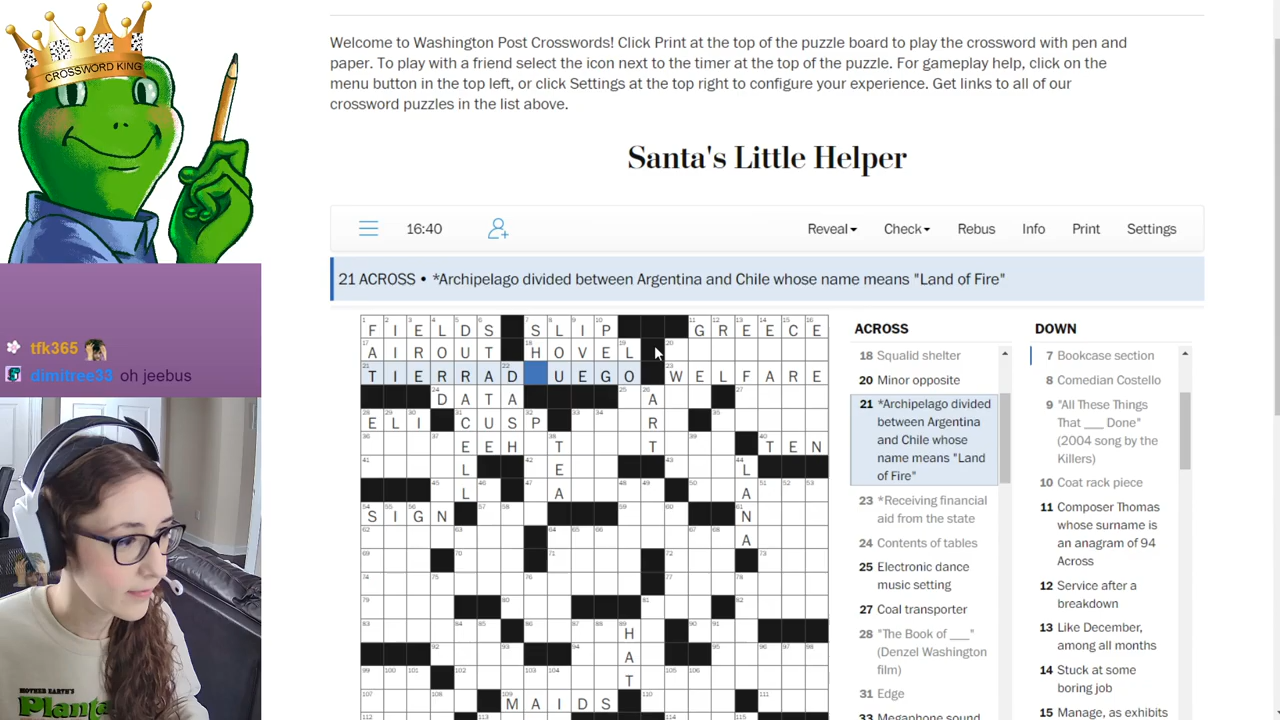 CROSSWORD KING
Welcome to Washington Post Crosswords! Click Print at the top of the puzzle board to play the crossword with pen and
paper. To play with a friend select the icon next to the timer at the top of the puzzle. For gameplay help, click on the
menu button in the top left, or click Settings at the top right to configure your experience. Get links to all of our
crossword puzzles in the list above.
Santa's Little Helper
16:40 Reveal Check Rebus Info Print Settings
21 ACROSS • *Archipelago divided between Argentina and Chile whose name means "Land of Fire"
tfk365
dimitree33 oh jeebus
FIELDS SLIP GREECE
AIROUT HOVEL
TIERRAD UEGO WELFARE
DATA A
ELI CUSP R
EEH T T TEN
L E L
L A A
SIGN N
A
H
A
T
MAIDS
ACROSS
18 Squalid shelter
20 Minor opposite
21 *Archipelago divided
between Argentina
and Chile whose
name means "Land
of Fire"
23 *Receiving financial
aid from the state
24 Contents of tables
25 Electronic dance
music setting
27 Coal transporter
28 "The Book of ___"
(Denzel Washington
film)
31 Edge
33 Megaphone sound
DOWN
7 Bookcase section
8 Comedian Costello
9 "All These Things
That ___ Done"
(2004 song by the
Killers)
10 Coat rack piece
11 Composer Thomas
whose surname is
an anagram of 94
Across
12 Service after a
breakdown
13 Like December,
among all months
14 Stuck at some
boring job
15 Manage, as exhibits
MOTHER EARTH'S